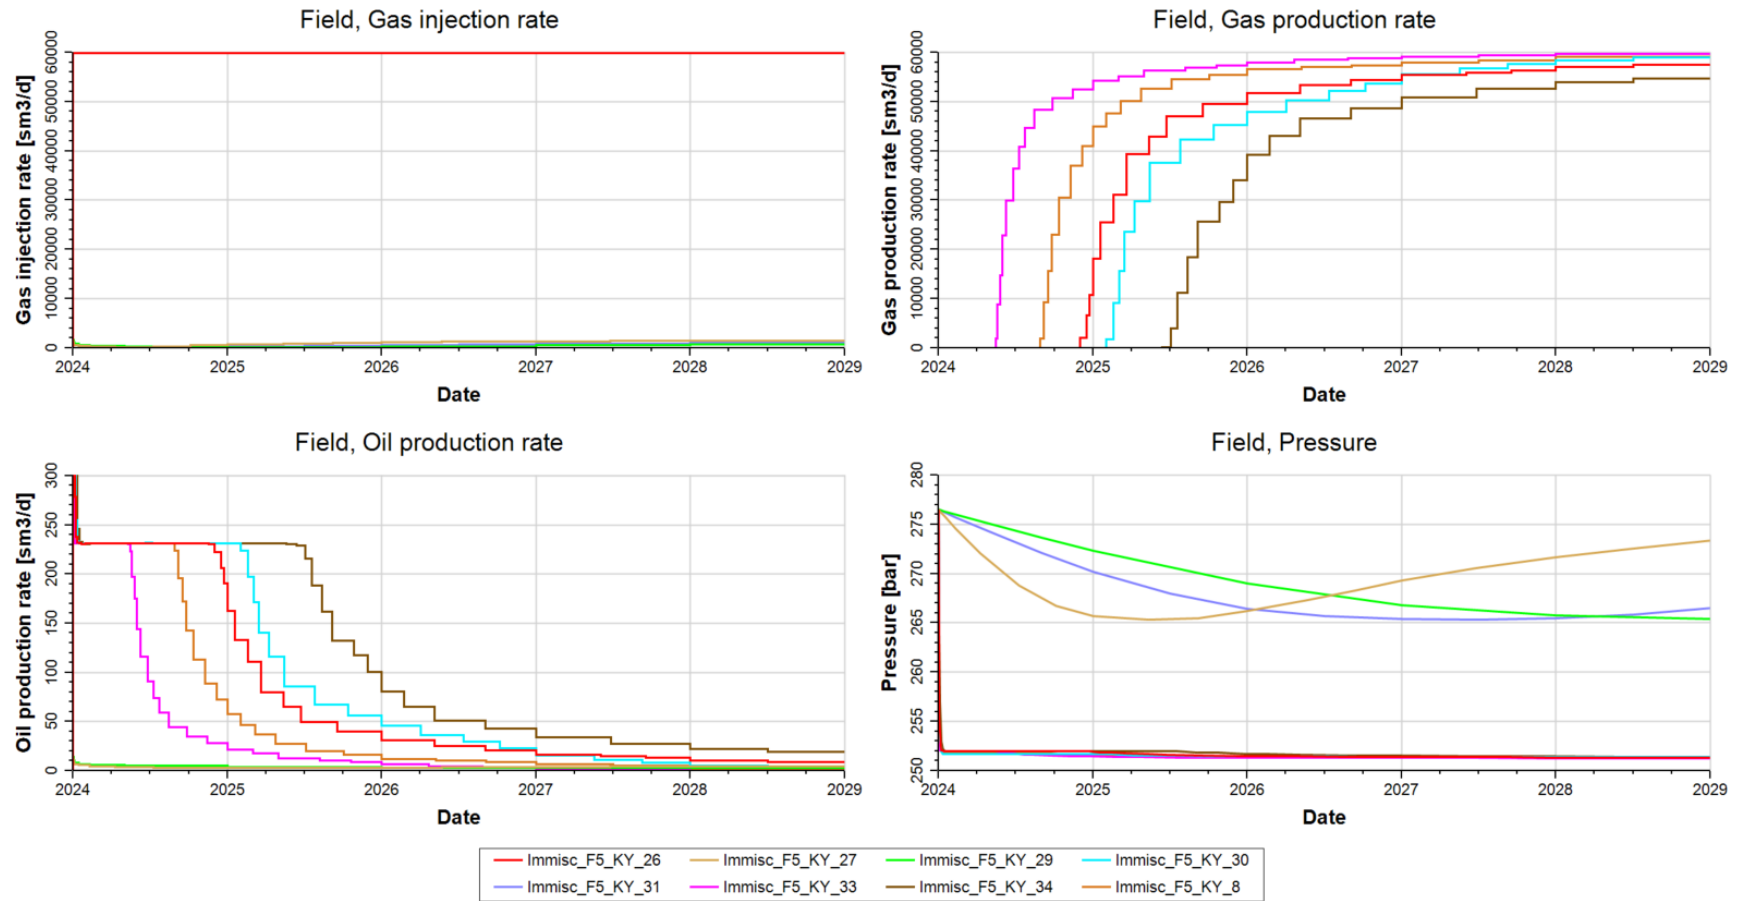 Field, Gas injection rate
Gas injection rate [sm3/d]
60000
50000
40000
30000
20000
10000
0
2024 2025 2026 2027 2028 2029
Date
Field, Gas production rate
Gas production rate [sm3/d]
60000
50000
40000
30000
20000
10000
0
2024 2025 2026 2027 2028 2029
Date
Field, Oil production rate
Oil production rate [sm3/d]
300
250
200
150
100
50
0
2024 2025 2026 2027 2028 2029
Date
Field, Pressure
Pressure [bar]
280
275
270
265
260
255
250
2024 2025 2026 2027 2028 2029
Date
Immisc_F5_KY_26 Immisc_F5_KY_27 Immisc_F5_KY_29 Immisc_F5_KY_30
Immisc_F5_KY_31 Immisc_F5_KY_33 Immisc_F5_KY_34 Immisc_F5_KY_8